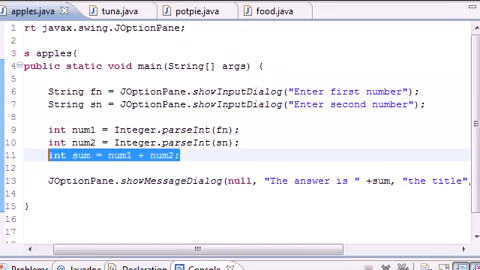 apples.java tuna.java potpie.java food.java
1 rt javax.swing.JOptionPane;
2
3 s apples{
4 public static void main(String[] args) {
5
6 String fn = JOptionPane.showInputDialog("Enter first number");
7 String sn = JOptionPane.showInputDialog("Enter second number");
8
9 int num1 = Integer.parseInt(fn);
10 int num2 = Integer.parseInt(sn);
11 int sum = num1 + num2;
12
13 JOptionPane.showMessageDialog(null, "The answer is " +sum, "the title",
14
15 }
16
17
Problems Javadoc Declaration Console